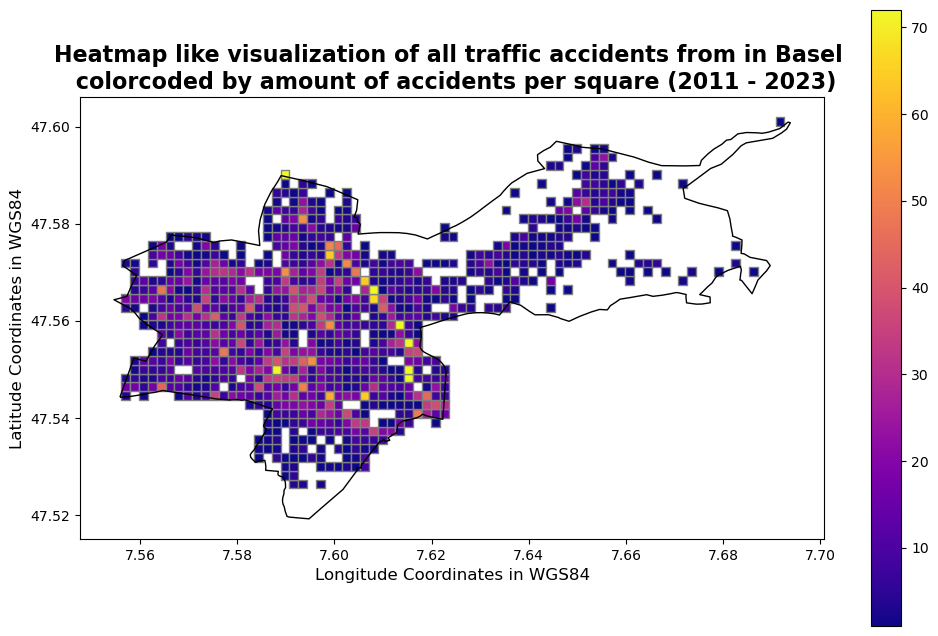 Heatmap like visualization of all traffic accidents from in Basel
colorcoded by amount of accidents per square (2011 - 2023)
47.60
47.58
47.56
47.54
47.52
Latitude Coordinates in WGS84
7.56 7.58 7.60 7.62 7.64 7.66 7.68 7.70
Longitude Coordinates in WGS84
70
60
50
40
30
20
10